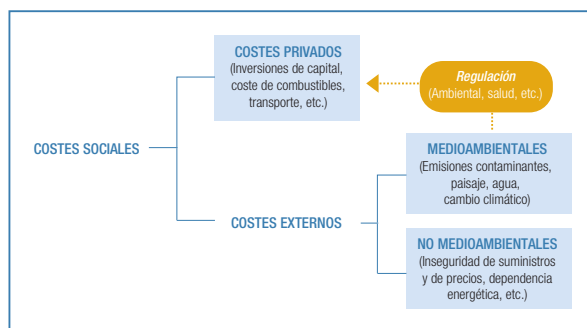 COSTES PRIVADOS
(Inversiones de capital,
coste de combustibles,
transporte, etc.)
Regulación
(Ambiental, salud, etc.)
COSTES SOCIALES
MEDIOAMBIENTALES
(Emisiones contaminantes,
paisaje, agua,
cambio climático)
COSTES EXTERNOS
NO MEDIOAMBIENTALES
(Inseguridad de suministros
y de precios, dependencia
energética, etc.)